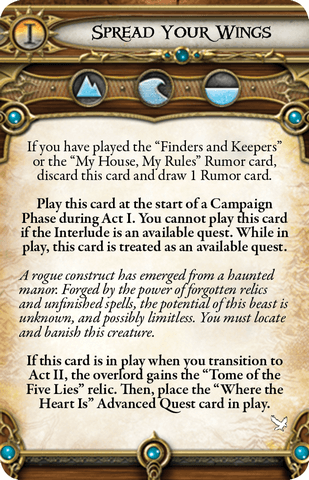 I
Spread Your Wings
If you have played the “Finders and Keepers”
or the “My House, My Rules” Rumor card,
discard this card and draw 1 Rumor card.
Play this card at the start of a Campaign
Phase during Act I. You cannot play this card
if the Interlude is an available quest. While in
play, this card is treated as an available quest.
A rogue construct has emerged from a haunted
manor. Forged by the power of forgotten relics
and unfinished spells, the potential of this beast is
unknown, and possibly limitless. You must locate
and banish this creature.
If this card is in play when you transition to
Act II, the overlord gains the “Tome of the
Five Lies” relic. Then, place the “Where the
Heart Is” Advanced Quest card in play.